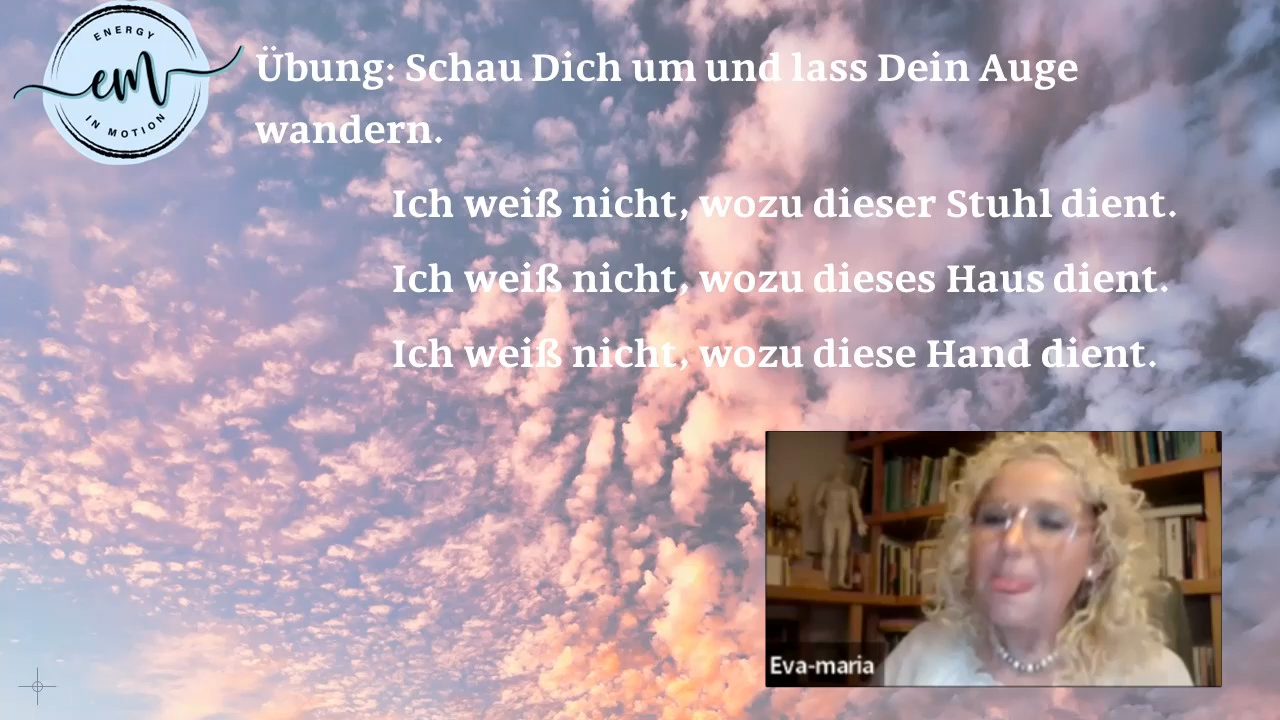 ENERGY
em
IN MOTION
Übung: Schau Dich um und lass Dein Auge
wandern.
Ich weiß nicht, wozu dieser Stuhl dient.
Ich weiß nicht, wozu dieses Haus dient.
Ich weiß nicht, wozu diese Hand dient.
Eva-maria